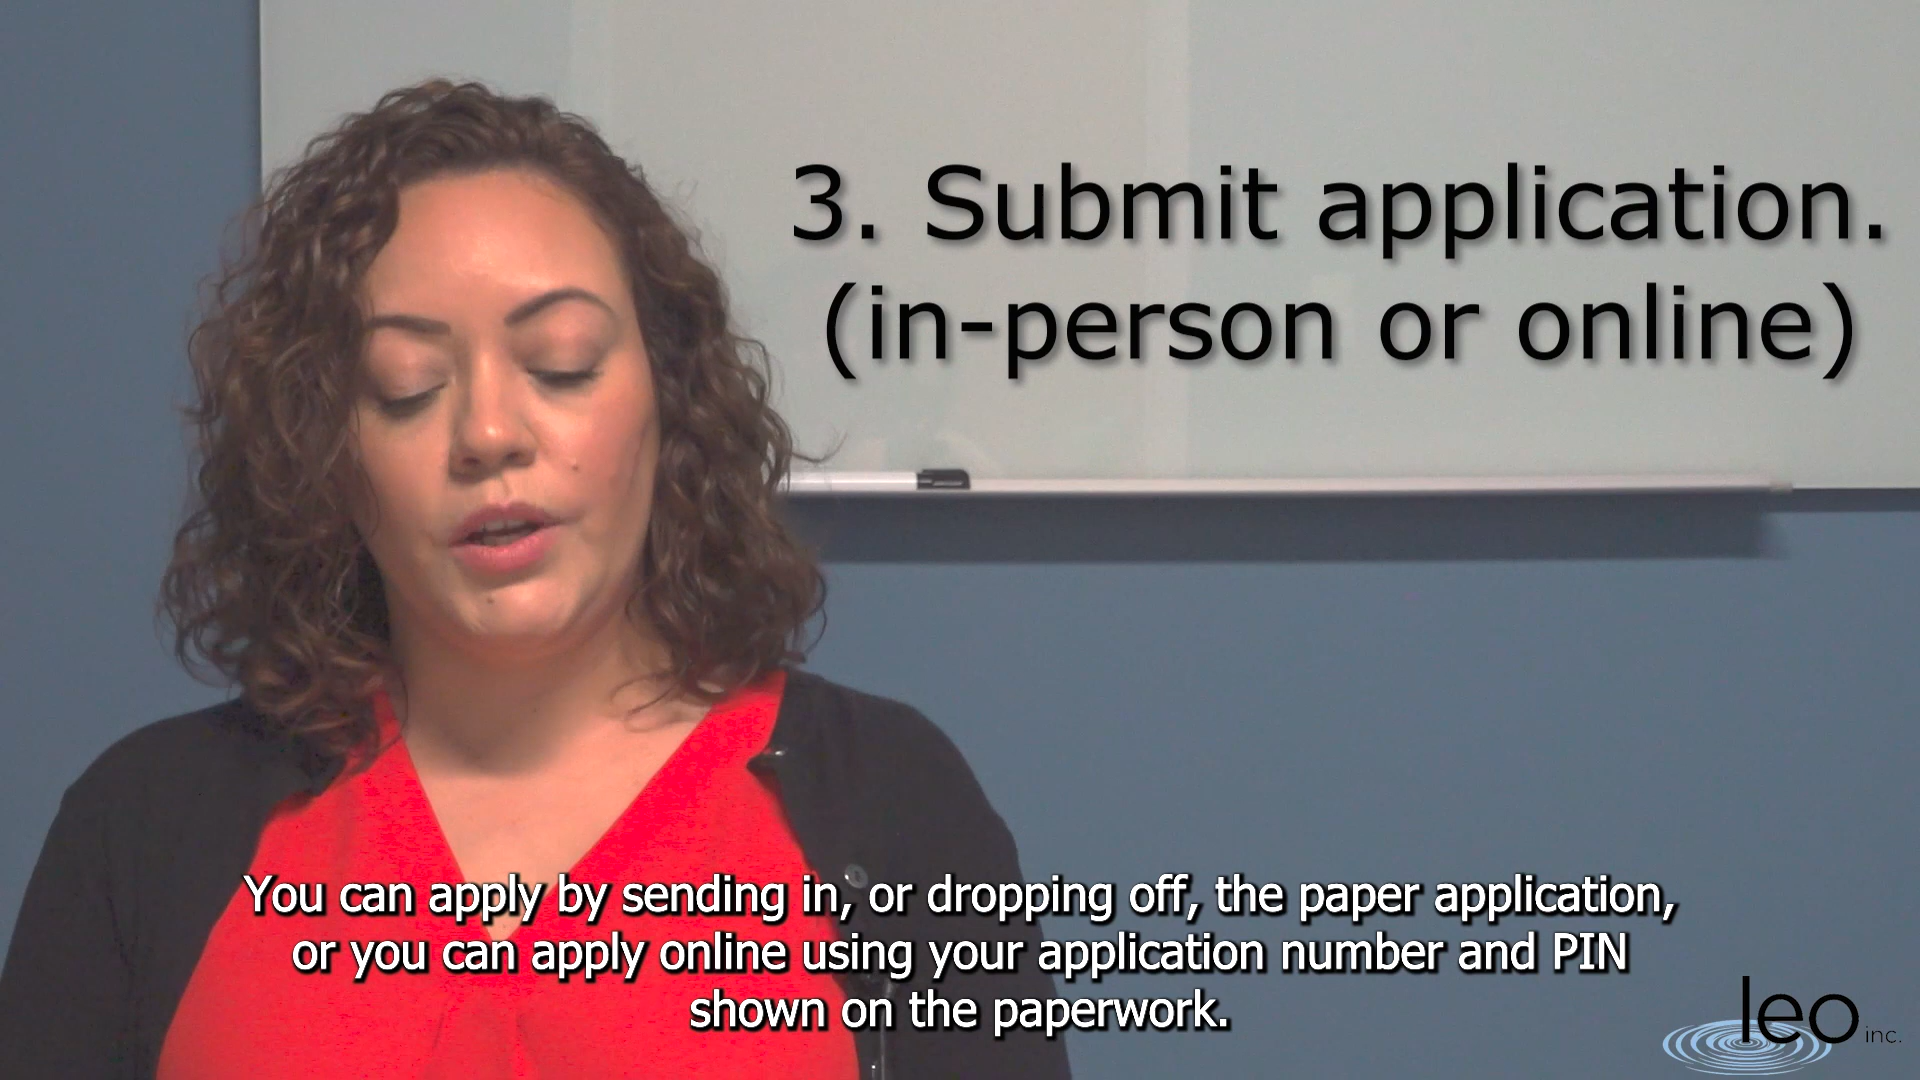 3. Submit application.
(in-person or online)
You can apply by sending in, or dropping off, the paper application,
or you can apply online using your application number and PIN
shown on the paperwork.
leo inc.